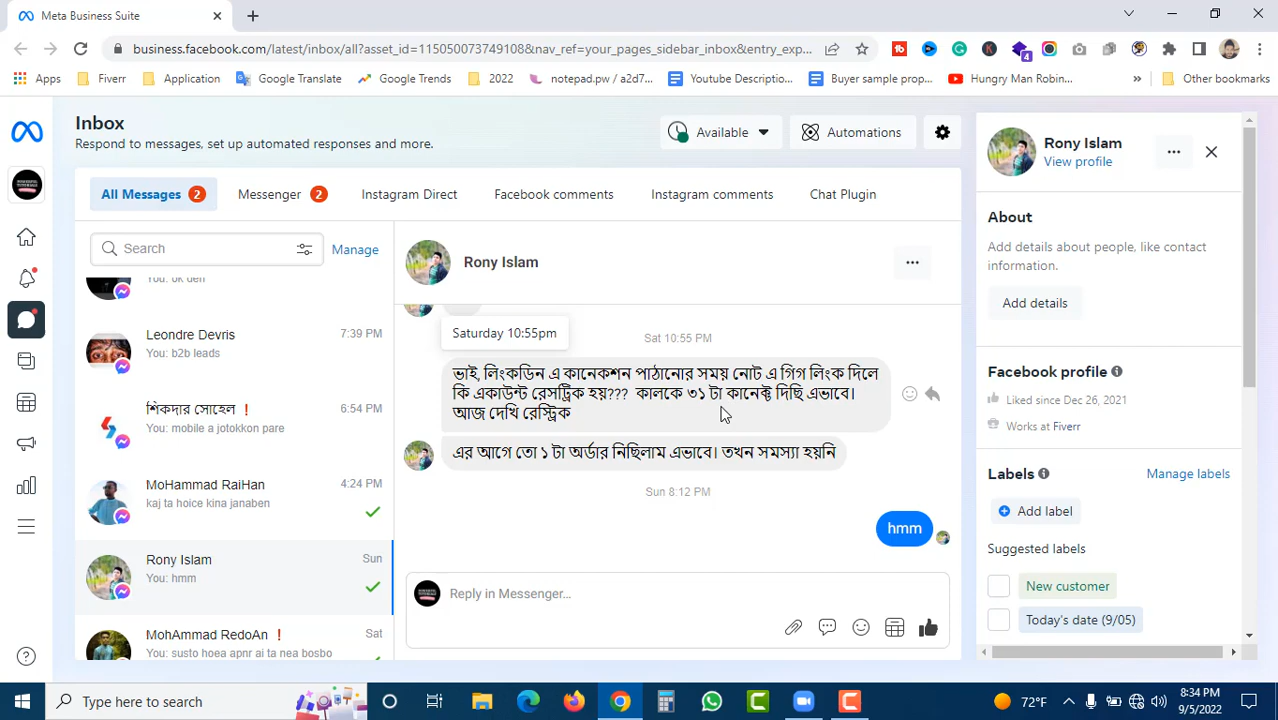 Meta Business Suite
business.facebook.com/latest/inbox/all?asset_id=115050073749108&nav_ref=your_pages_sidebar_inbox&entry_exp...
4
Apps
Fiverr
Application
Google Translate
Google Trends
2022
notepad.pw / a2d7...
Youtube Descriptio...
Buyer sample prop...
Hungry Man Robin...
»
Other bookmarks
Inbox
Respond to messages, set up automated responses and more.
Available
Automations
All Messages 2
Messenger 2
Instagram Direct
Facebook comments
Instagram comments
Chat Plugin
Search
Manage
You: ok den
Leondre Devris
7:39 PM
You: b2b leads
শিকদার সোহেল ❗
6:54 PM
You: mobile a jotokkon pare
MoHammad RaiHan
4:24 PM
kaj ta hoice kina janaben
Rony Islam
Sun
You: hmm
MohAmmad RedoAn ❗
Sat
You: susto hoea apnr ai ta nea bosbo
Rony Islam
Saturday 10:55pm
Sat 10:55 PM
ভাই, লিংকডিন এ কানেকশন পাঠানোর সময় নোট এ গিগ লিংক দিলে
কি একাউন্ট রেসট্রিক হয়??? কালকে ৩১ টা কানেক্ট দিছি এভাবে।
আজ দেখি রেস্ট্রিক
এর আগে তো ১ টা অর্ডার নিছিলাম এভাবে। তখন সমস্যা হয়নি
Sun 8:12 PM
hmm
Reply in Messenger...
Rony Islam
View profile
About
Add details about people, like contact
information.
Add details
Facebook profile
Liked since Dec 26, 2021
Works at Fiverr
Labels
Manage labels
Add label
Suggested labels
New customer
Today's date (9/05)
Type here to search
72°F
8:34 PM
9/5/2022